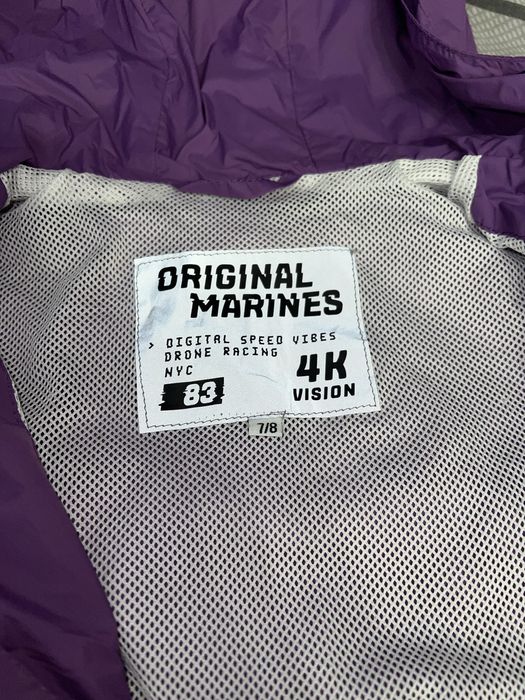 ORIGINAL
MARINES
> DIGITAL SPEED VIBES
DRONE RACING
NYC
83
4K
VISION
7/8